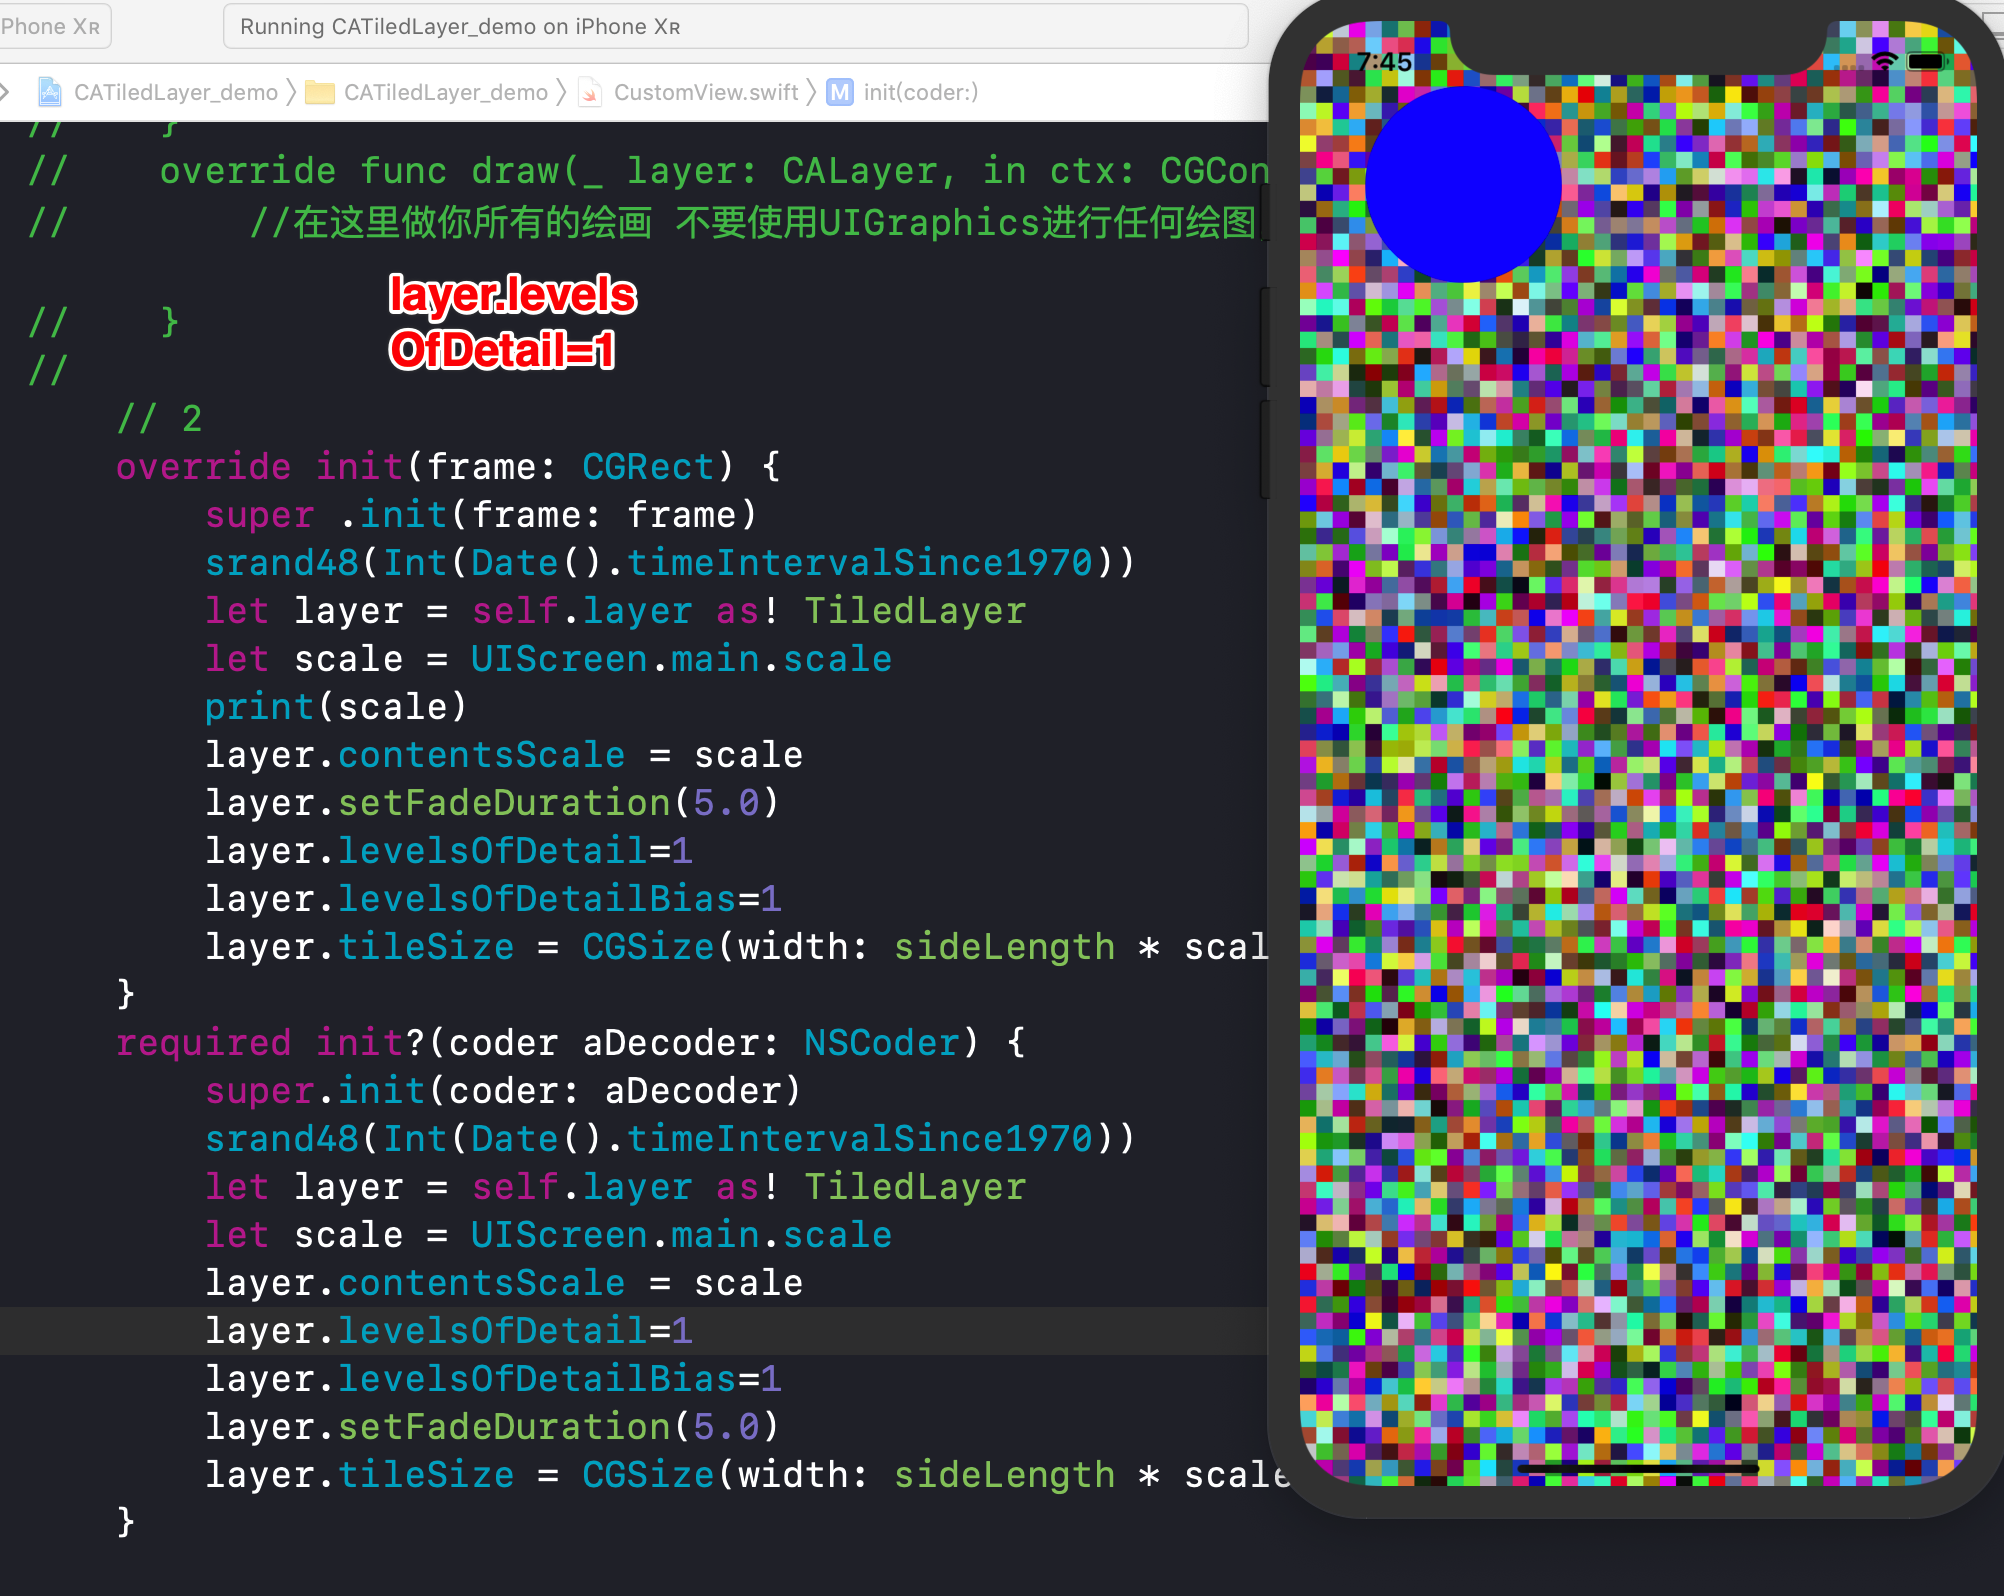 Phone XR
Running CATiledLayer_demo on iPhone XR
CATiledLayer_demo 〉 CATiledLayer_demo 〉 CustomView.swift 〉 M init(coder:)
// }
// override func draw(_ layer: CALayer, in ctx: CGCon
// //在这里做你所有的绘画 不要使用UIGraphics进行任何绘图
layer.levels
OfDetail=1
// }
//
// 2
override init(frame: CGRect) {
super .init(frame: frame)
srand48(Int(Date().timeIntervalSince1970))
let layer = self.layer as! TiledLayer
let scale = UIScreen.main.scale
print(scale)
layer.contentsScale = scale
layer.setFadeDuration(5.0)
layer.levelsOfDetail=1
layer.levelsOfDetailBias=1
layer.tileSize = CGSize(width: sideLength * scal
}
required init?(coder aDecoder: NSCoder) {
super.init(coder: aDecoder)
srand48(Int(Date().timeIntervalSince1970))
let layer = self.layer as! TiledLayer
let scale = UIScreen.main.scale
layer.contentsScale = scale
layer.levelsOfDetail=1
layer.levelsOfDetailBias=1
layer.setFadeDuration(5.0)
layer.tileSize = CGSize(width: sideLength * scale
}
7:45